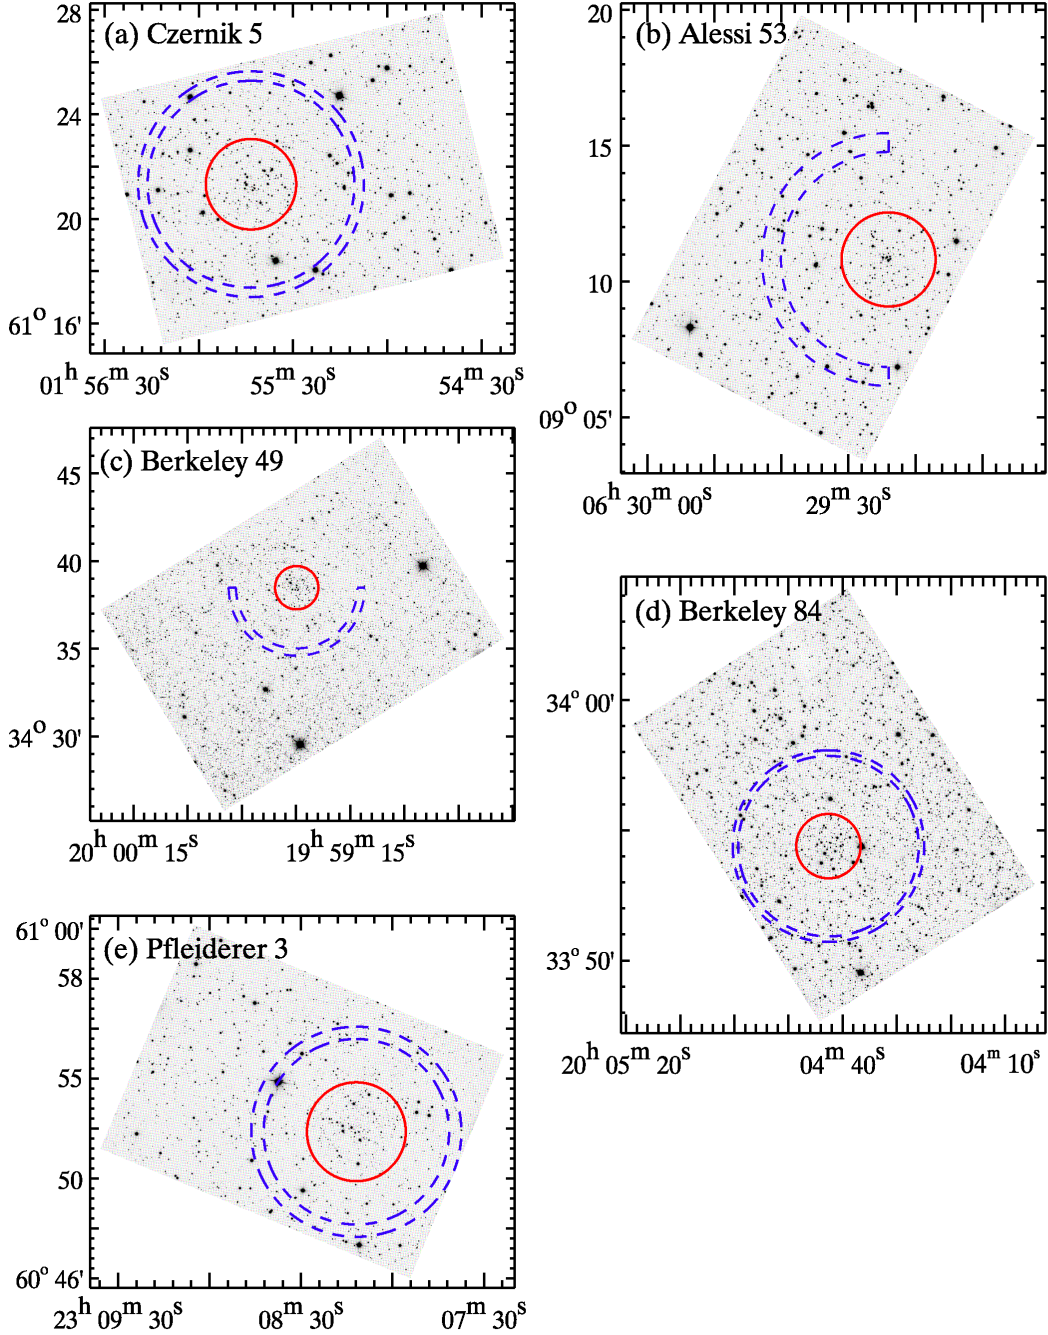 (a) Czernik 5
28
24
20
61° 16'
01ʰ 56ᵐ 30ˢ
55ᵐ 30ˢ
54ᵐ 30ˢ
(b) Alessi 53
20
15
10
09° 05'
06ʰ 30ᵐ 00ˢ
29ᵐ 30ˢ
(c) Berkeley 49
45
40
35
34° 30'
20ʰ 00ᵐ 15ˢ
19ʰ 59ᵐ 15ˢ
(d) Berkeley 84
34° 00'
33° 50'
20ʰ 05ᵐ 20ˢ
04ᵐ 40ˢ
04ᵐ 10ˢ
(e) Pfleiderer 3
61° 00'
58
55
50
60° 46'
23ʰ 09ᵐ 30ˢ
08ᵐ 30ˢ
07ᵐ 30ˢ